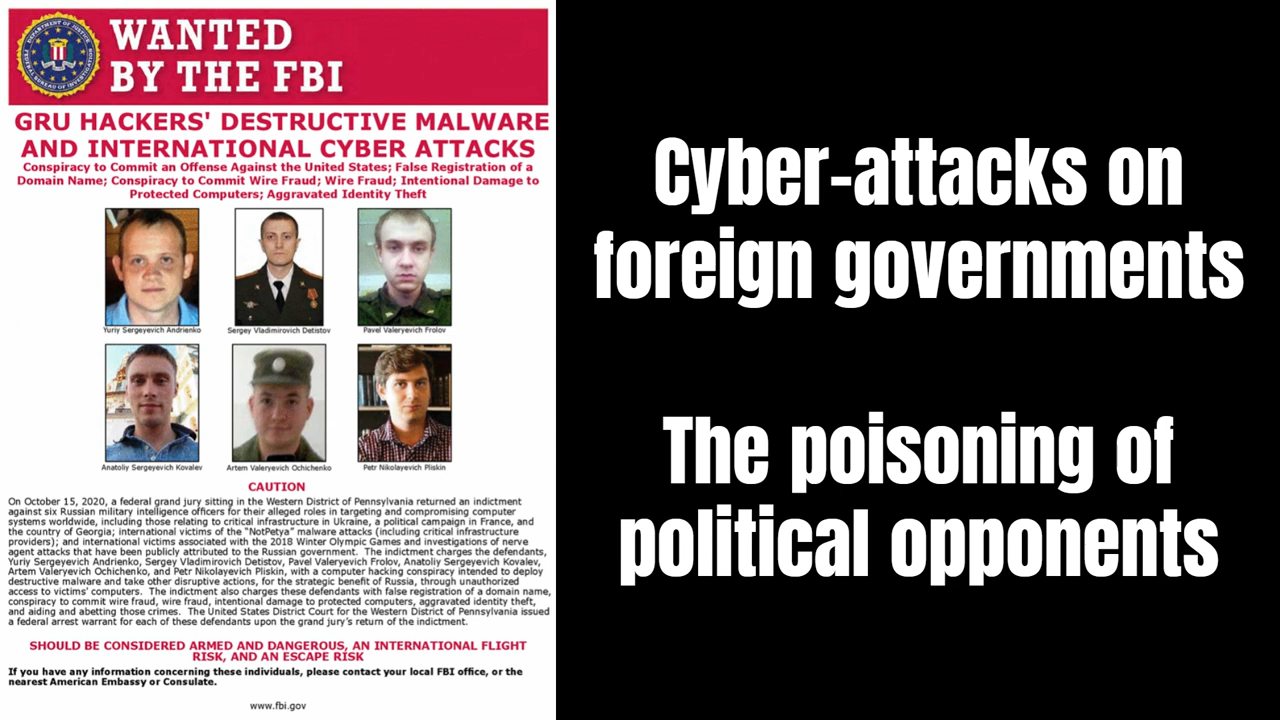 WANTED
BY THE FBI
GRU HACKERS' DESTRUCTIVE MALWARE
AND INTERNATIONAL CYBER ATTACKS
Conspiracy to Commit an Offense Against the United States; False Registration of a
Domain Name; Conspiracy to Commit Wire Fraud; Wire Fraud; Intentional Damage to
Protected Computers; Aggravated Identity Theft
Yuriy Sergeyevich Andrienko
Sergey Vladimirovich Detistov
Pavel Valeryevich Frolov
Anatoliy Sergeyevich Kovalev
Artem Valeryevich Ochichenko
Petr Nikolayevich Pliskin
CAUTION
On October 15, 2020, a federal grand jury sitting in the Western District of Pennsylvania returned an indictment
against six Russian military intelligence officers for their alleged roles in targeting and compromising computer
systems worldwide, including those relating to critical infrastructure in Ukraine, a political campaign in France, and
the country of Georgia; international victims of the “NotPetya” malware attacks (including critical infrastructure
providers); and international victims associated with the 2018 Winter Olympic Games and investigations of nerve
agent attacks that have been publicly attributed to the Russian government. The indictment charges the defendants,
Yuriy Sergeyevich Andrienko, Sergey Vladimirovich Detistov, Pavel Valeryevich Frolov, Anatoliy Sergeyevich Kovalev,
Artem Valeryevich Ochichenko, and Petr Nikolayevich Pliskin, with a computer hacking conspiracy intended to deploy
destructive malware and take other disruptive actions, for the strategic benefit of Russia, through unauthorized
access to victims' computers. The indictment also charges these defendants with false registration of a domain name,
conspiracy to commit wire fraud, wire fraud, intentional damage to protected computers, aggravated identity theft,
and aiding and abetting those crimes. The United States District Court for the Western District of Pennsylvania issued
a federal arrest warrant for each of these defendants upon the grand jury's return of the indictment.
SHOULD BE CONSIDERED ARMED AND DANGEROUS, AN INTERNATIONAL FLIGHT
RISK, AND AN ESCAPE RISK
If you have any information concerning these individuals, please contact your local FBI office, or the
nearest American Embassy or Consulate.
www.fbi.gov
Cyber-attacks on
foreign governments
The poisoning of
political opponents